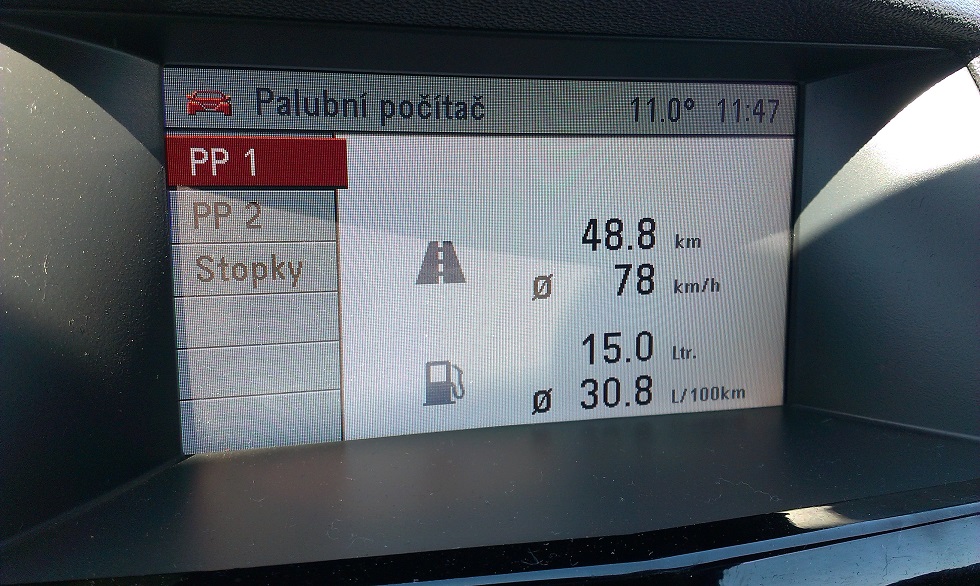 Palubní počítač 11.0° 11:47
PP 1
PP 2
Stopky
48.8 km
Ø 78 km/h
15.0 Ltr.
Ø 30.8 L/100km